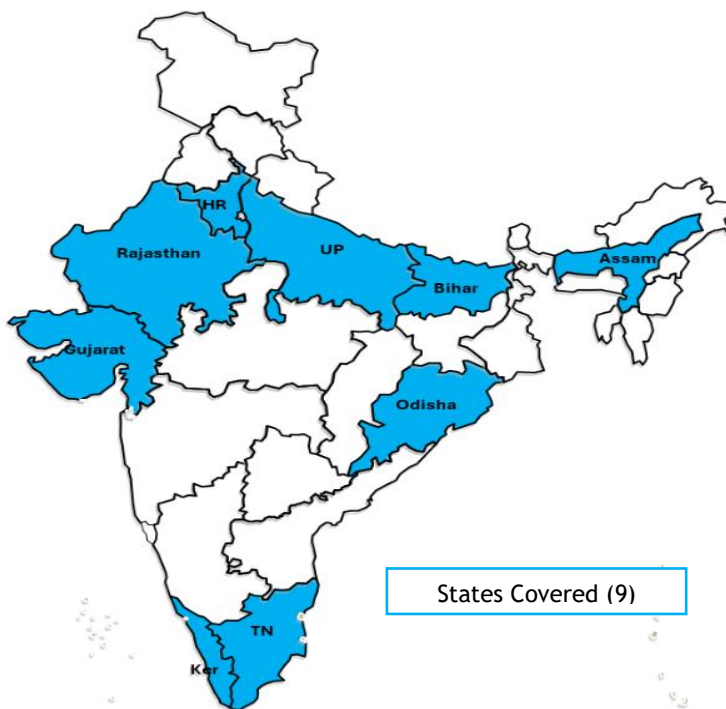 HR
Rajasthan
UP
Assam
Bihar
Gujarat
Odisha
States Covered (9)
TN
Ker